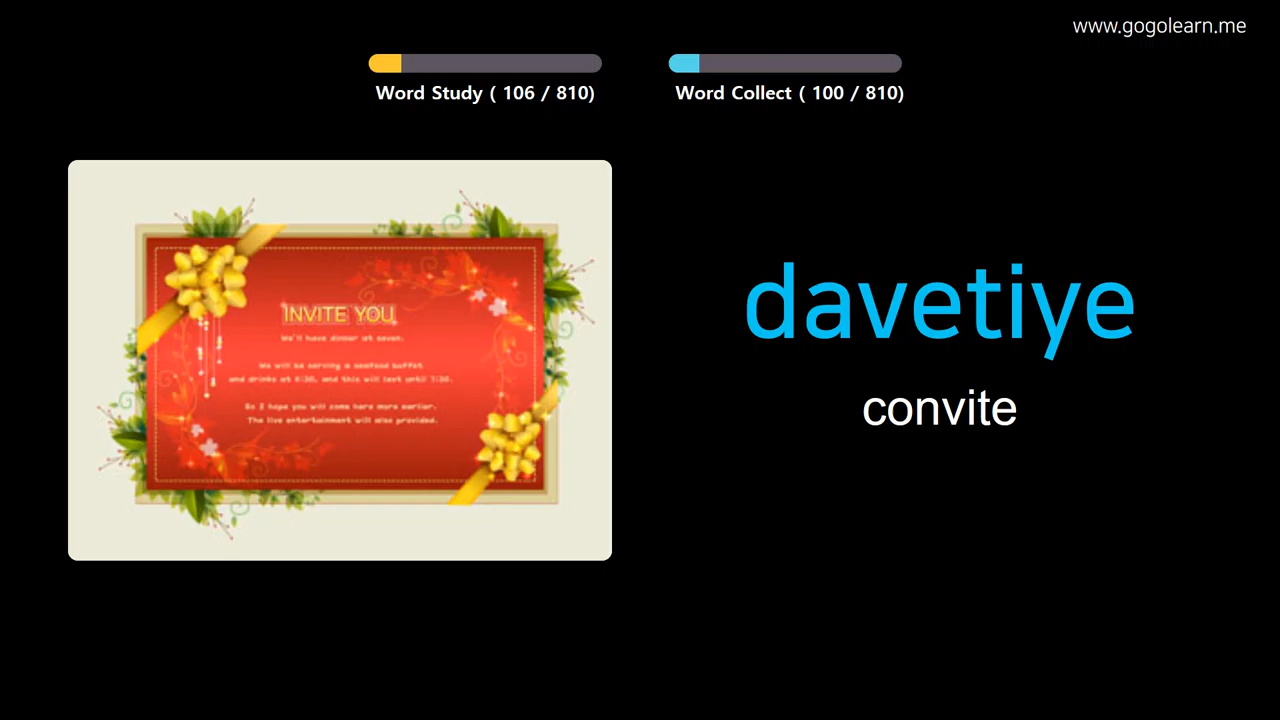 www.gogolearn.me
Word Study ( 106 / 810)
Word Collect ( 100 / 810)
INVITE YOU
We'll have dinner at seven.
We will be serving a seafood buffet
and drinks at 6:30, and this will last until 7:30.
So I hope you will come here more earlier.
The live entertainment will also provided.
davetiye
convite